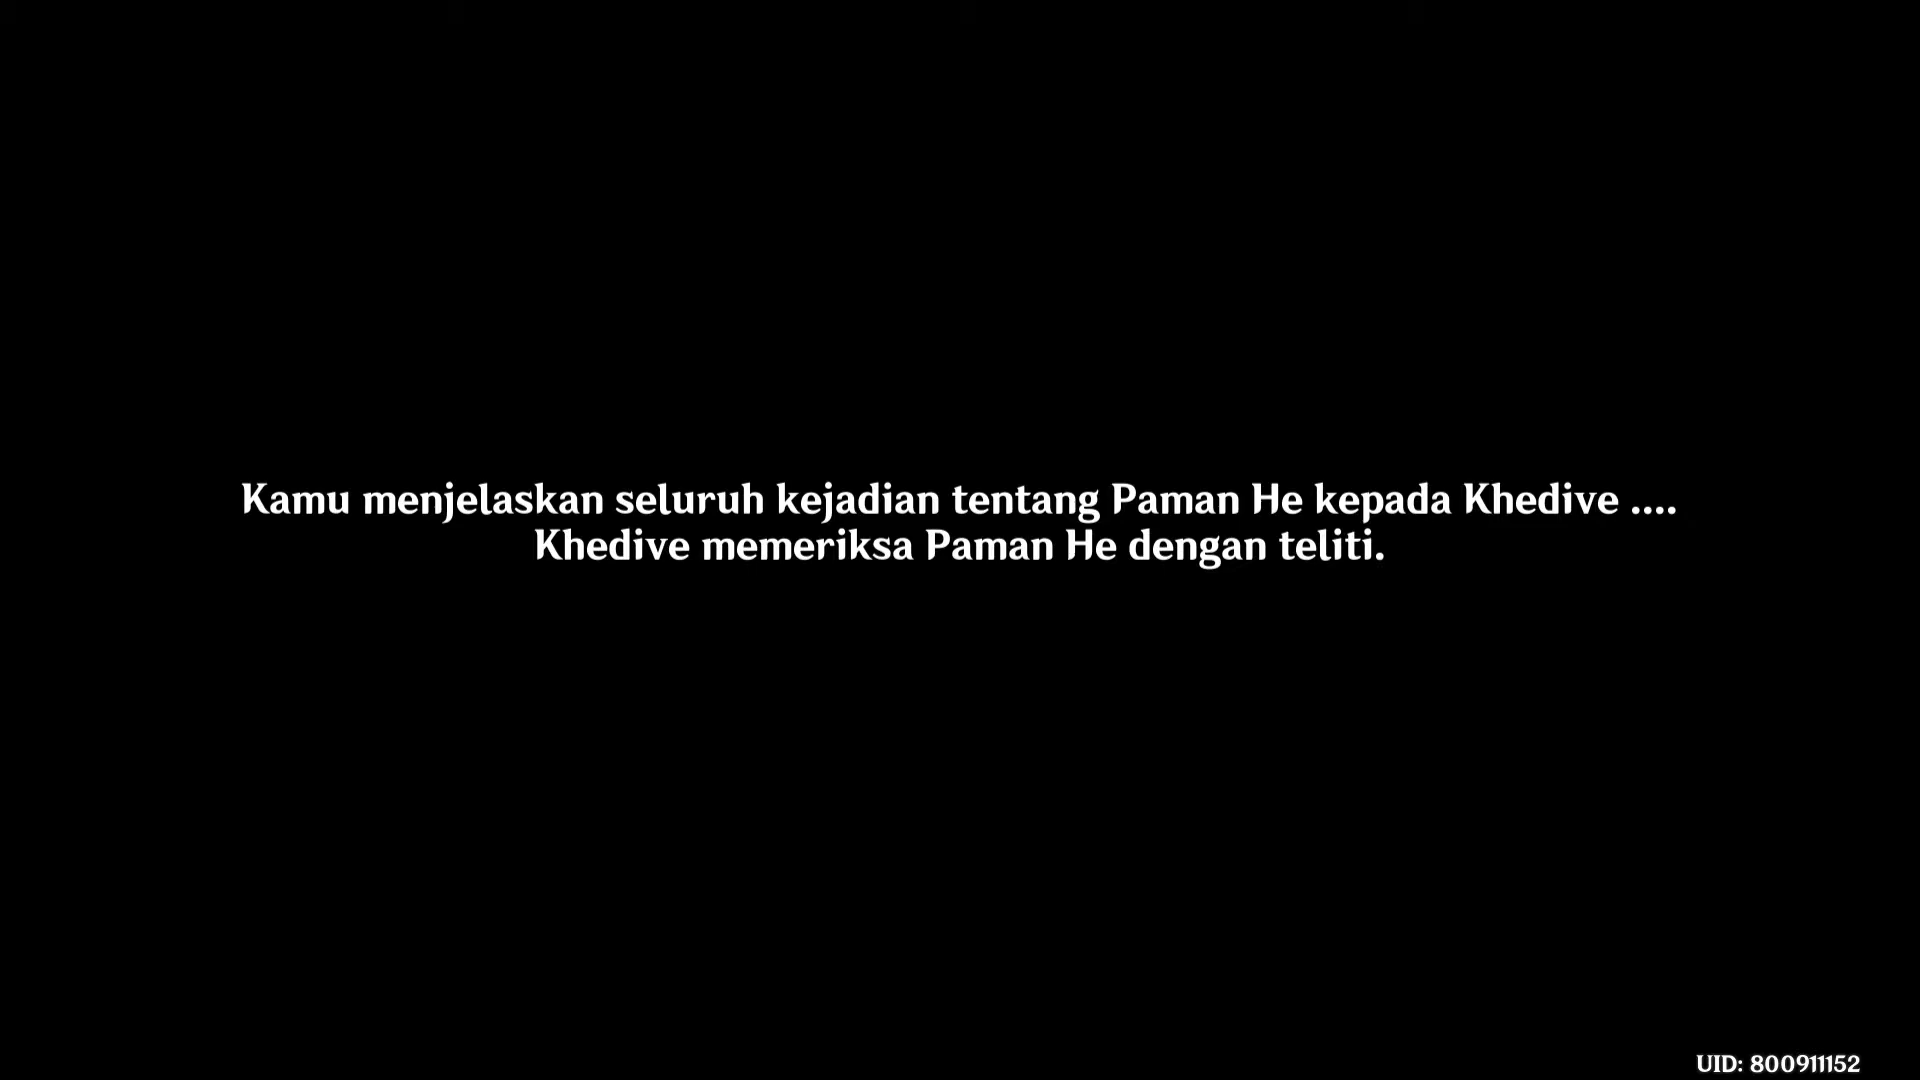 Kamu menjelaskan seluruh kejadian tentang Paman He kepada Khedive ....
Khedive memeriksa Paman He dengan teliti.
UID: 800911152